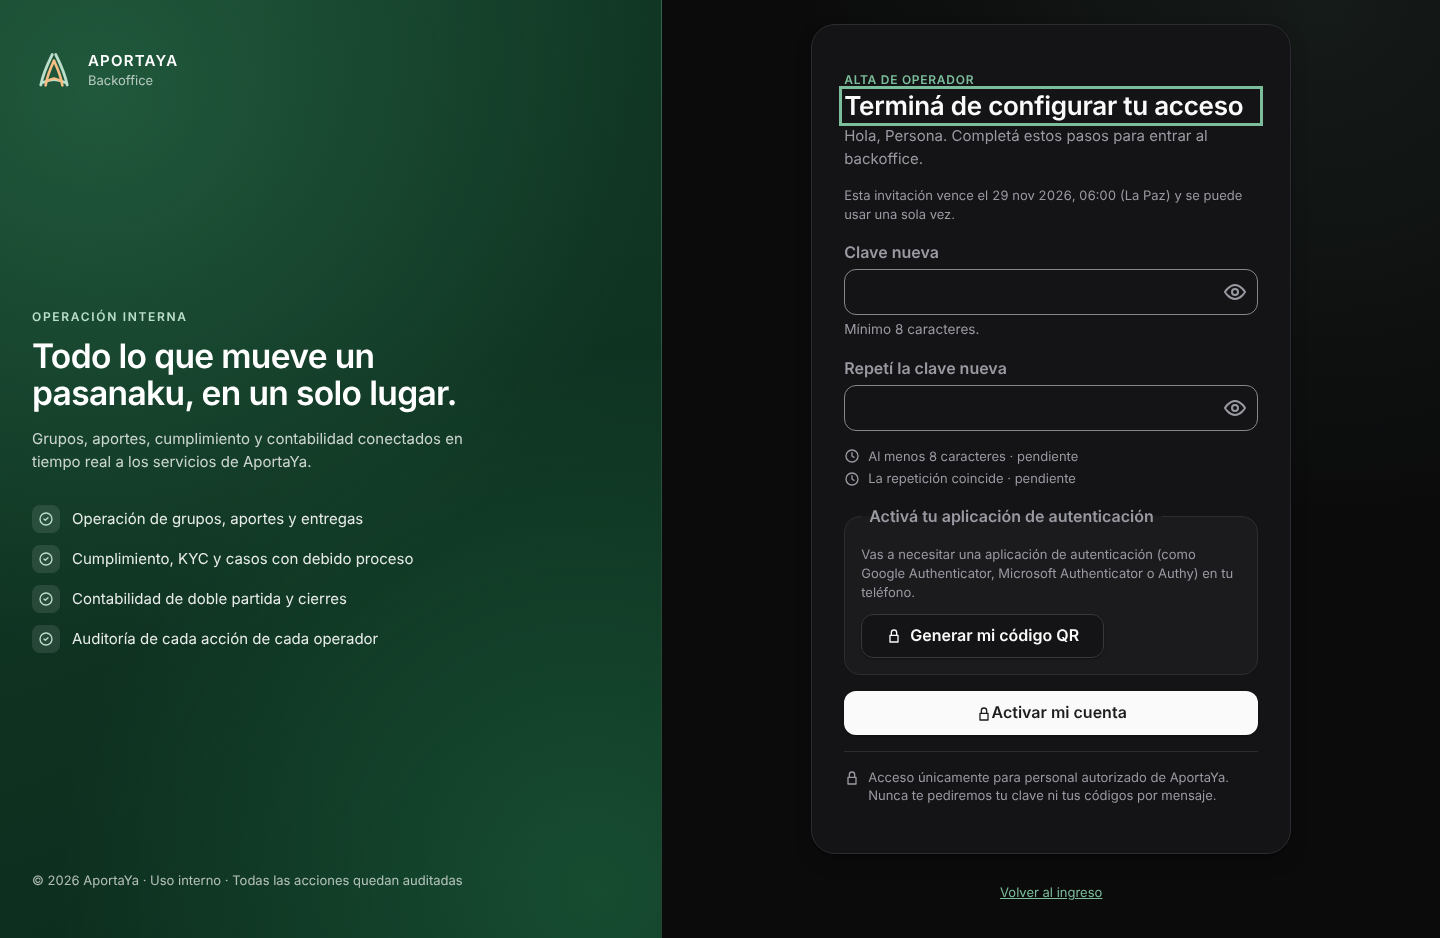 APORTAYA
Backoffice
OPERACIÓN INTERNA
Todo lo que mueve un
pasanaku, en un solo lugar.
Grupos, aportes, cumplimiento y contabilidad conectados en
tiempo real a los servicios de AportaYa.
Operación de grupos, aportes y entregas
Cumplimiento, KYC y casos con debido proceso
Contabilidad de doble partida y cierres
Auditoría de cada acción de cada operador
© 2026 AportaYa · Uso interno · Todas las acciones quedan auditadas
ALTA DE OPERADOR
Terminá de configurar tu acceso
Hola, Persona. Completá estos pasos para entrar al
backoffice.
Esta invitación vence el 29 nov 2026, 06:00 (La Paz) y se puede
usar una sola vez.
Clave nueva
Mínimo 8 caracteres.
Repetí la clave nueva
Al menos 8 caracteres · pendiente
La repetición coincide · pendiente
Activá tu aplicación de autenticación
Vas a necesitar una aplicación de autenticación (como
Google Authenticator, Microsoft Authenticator o Authy) en tu
teléfono.
Generar mi código QR
Activar mi cuenta
Acceso únicamente para personal autorizado de AportaYa.
Nunca te pediremos tu clave ni tus códigos por mensaje.
Volver al ingreso